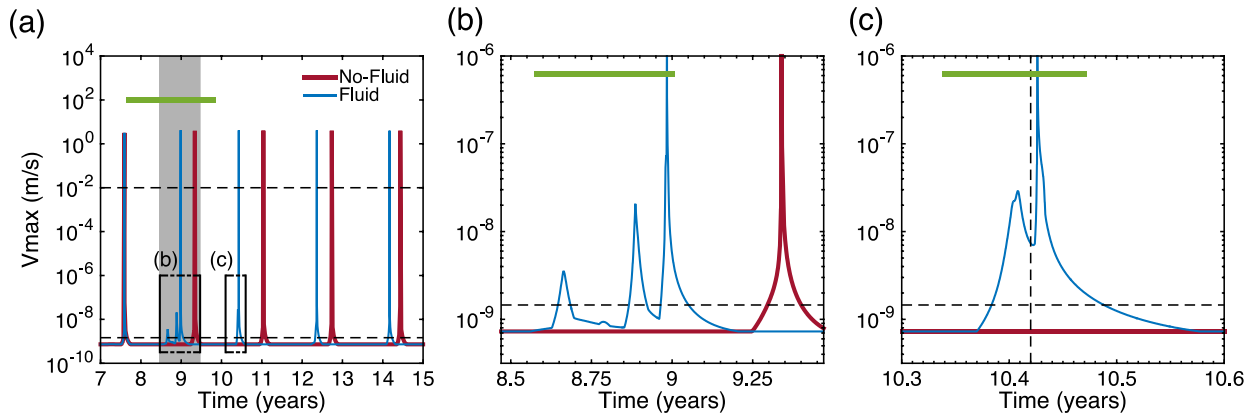 (a)
Vmax (m/s)
10^4
10^2
10^0
10^-2
10^-4
10^-6
10^-8
10^-10
No-Fluid
Fluid
(b)
(c)
7 8 9 10 11 12 13 14 15
Time (years)
(b)
10^-6
10^-7
10^-8
10^-9
8.5 8.75 9 9.25
Time (years)
(c)
10^-6
10^-7
10^-8
10^-9
10.3 10.4 10.5 10.6
Time (years)